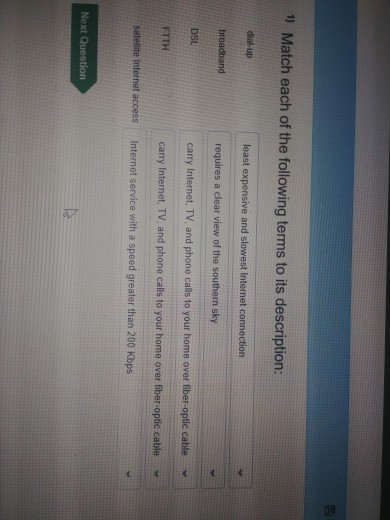 1) Match each of the following terms to its description:
dial-up least expensive and slowest Internet connection
broadband requires a clear view of the southern sky
DSL carry Internet, TV, and phone calls to your home over fiber-optic cable
FTTH carry Internet, TV, and phone calls to your home over fiber-optic cable
satellite Internet access Internet service with a speed greater than 200 Kbps
Next Question